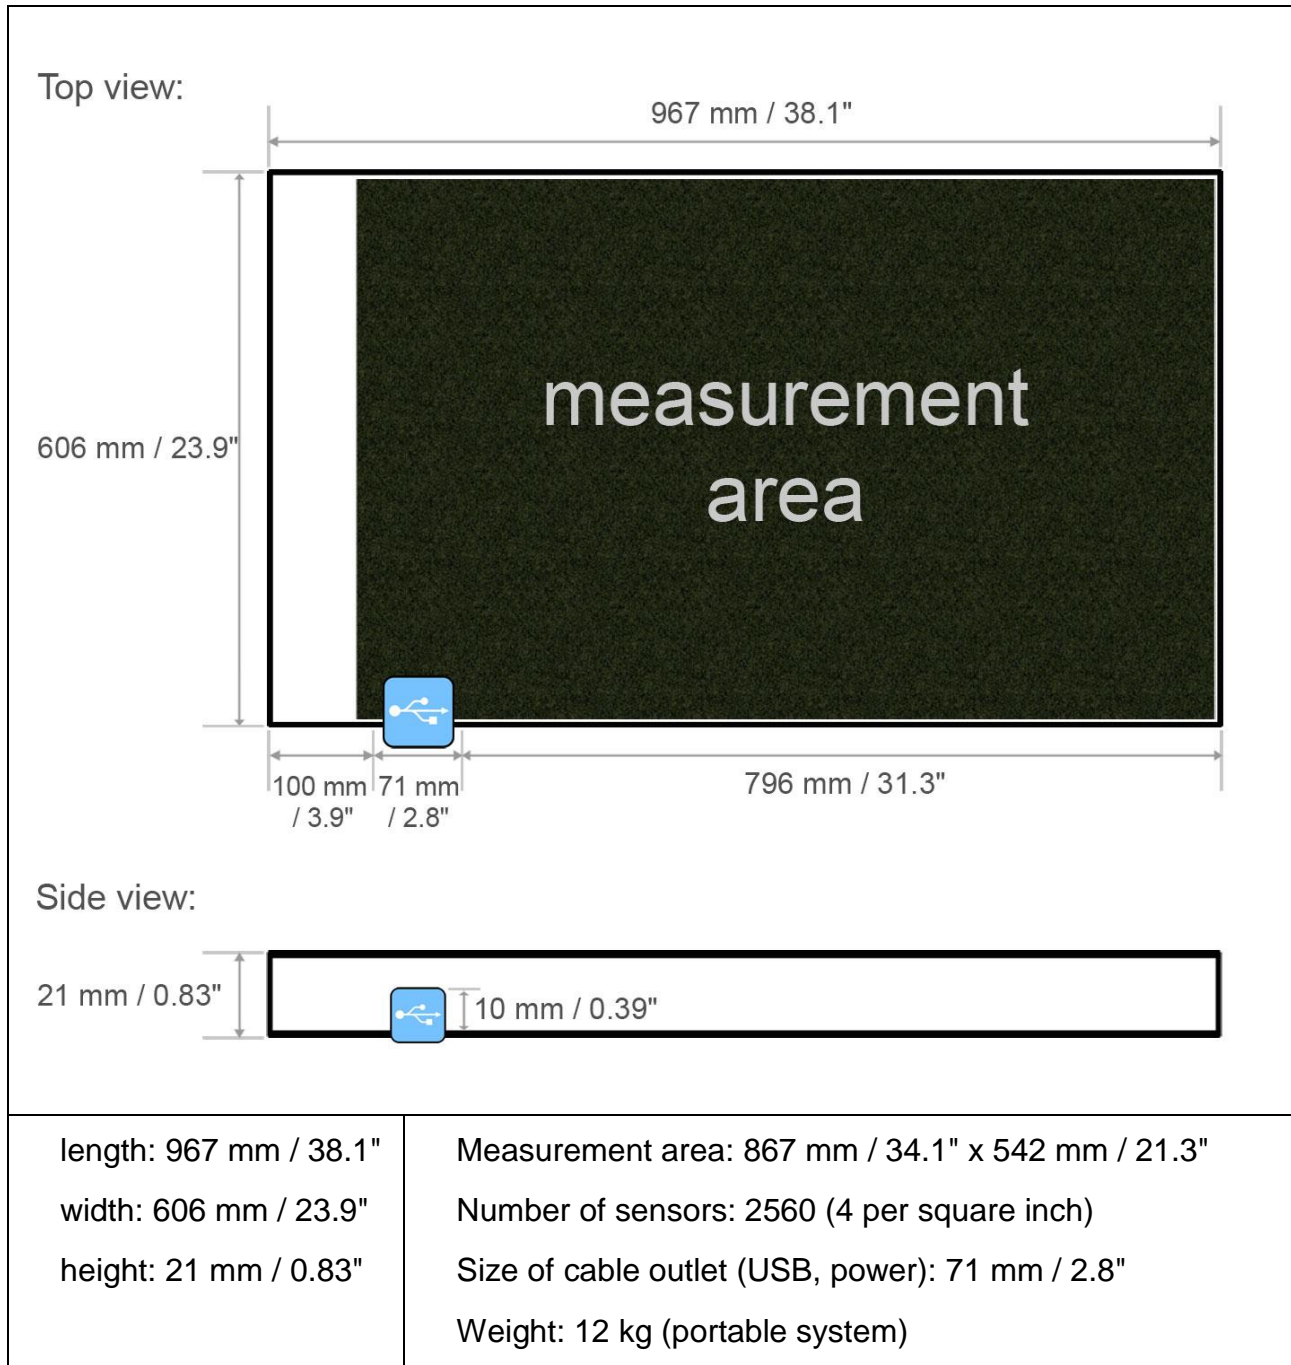 Top view:
967 mm / 38.1"
606 mm / 23.9"
measurement
area
100 mm
/ 3.9"
71 mm
/ 2.8"
796 mm / 31.3"
Side view:
21 mm / 0.83"
10 mm / 0.39"
length: 967 mm / 38.1"
width: 606 mm / 23.9"
height: 21 mm / 0.83"
Measurement area: 867 mm / 34.1" x 542 mm / 21.3"
Number of sensors: 2560 (4 per square inch)
Size of cable outlet (USB, power): 71 mm / 2.8"
Weight: 12 kg (portable system)